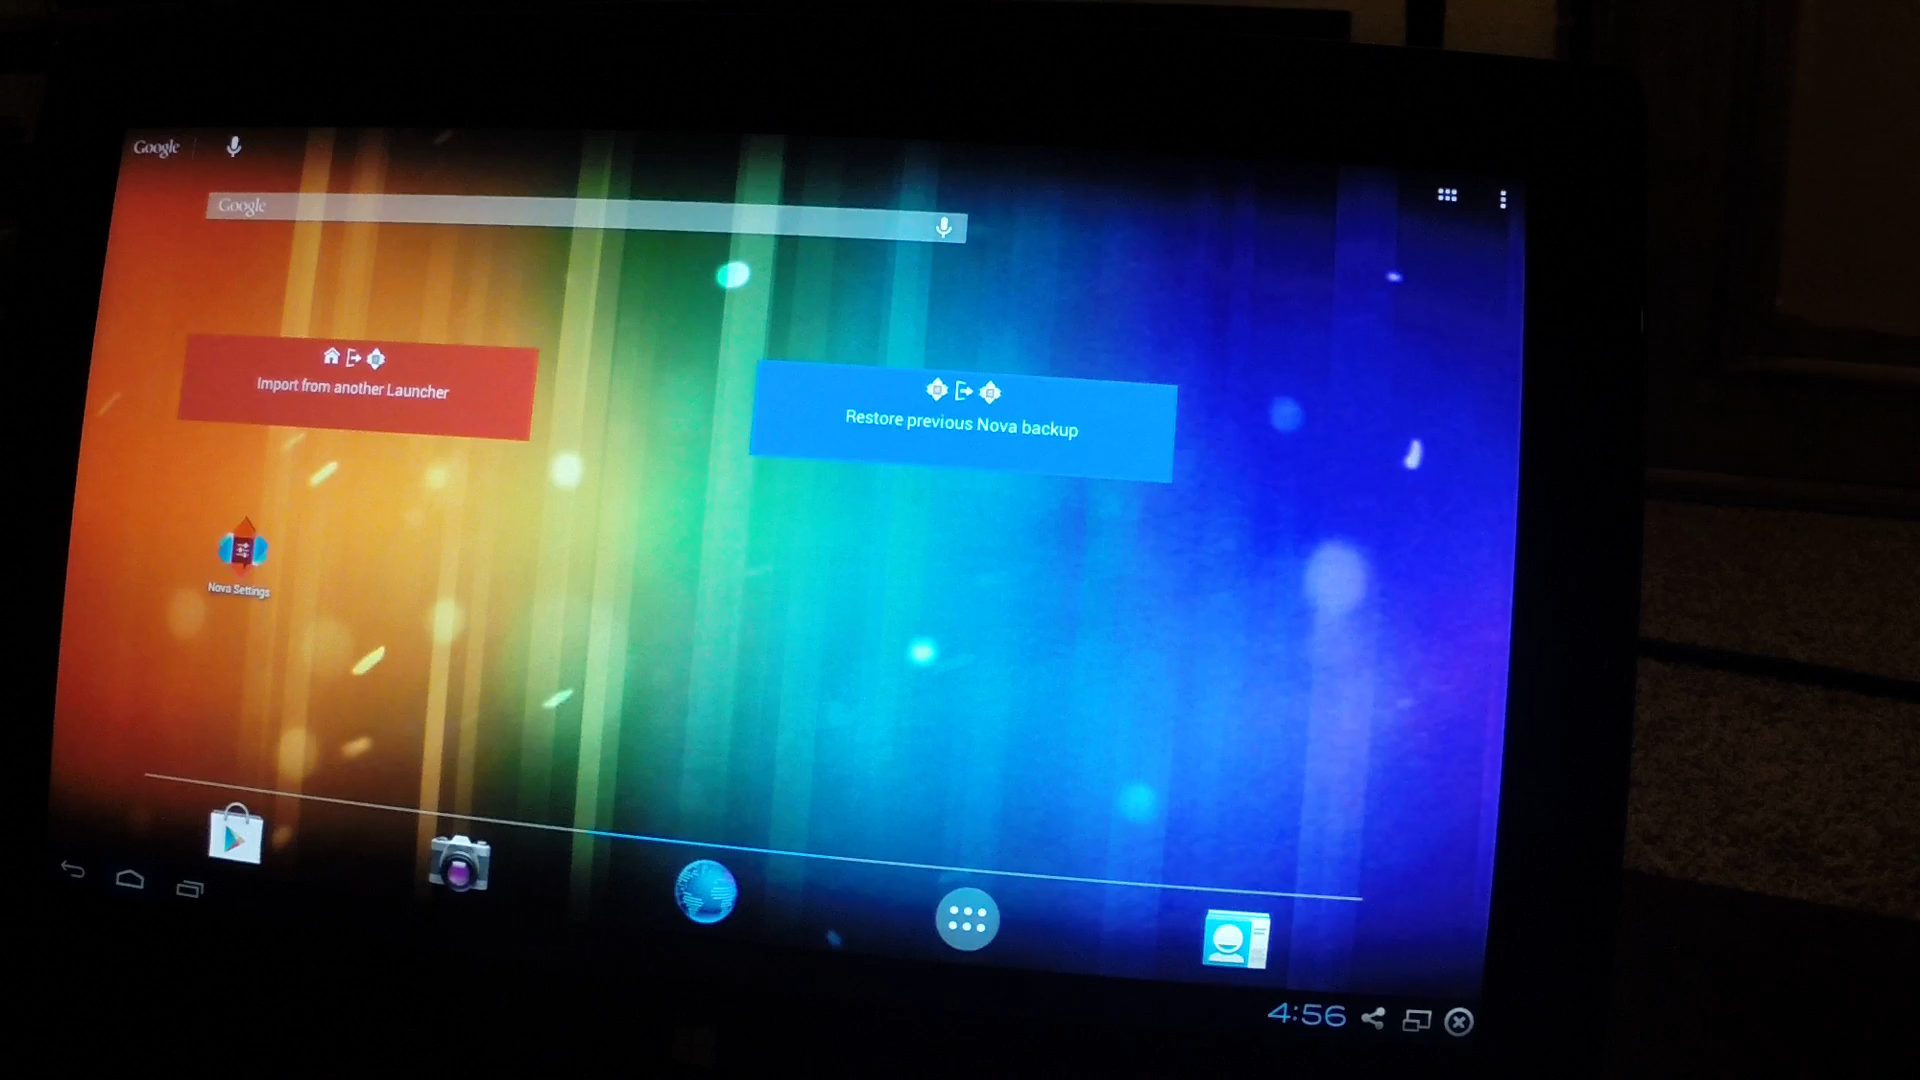 Google
Google
Import from another Launcher
Restore previous Nova backup
Nova Settings
4:56